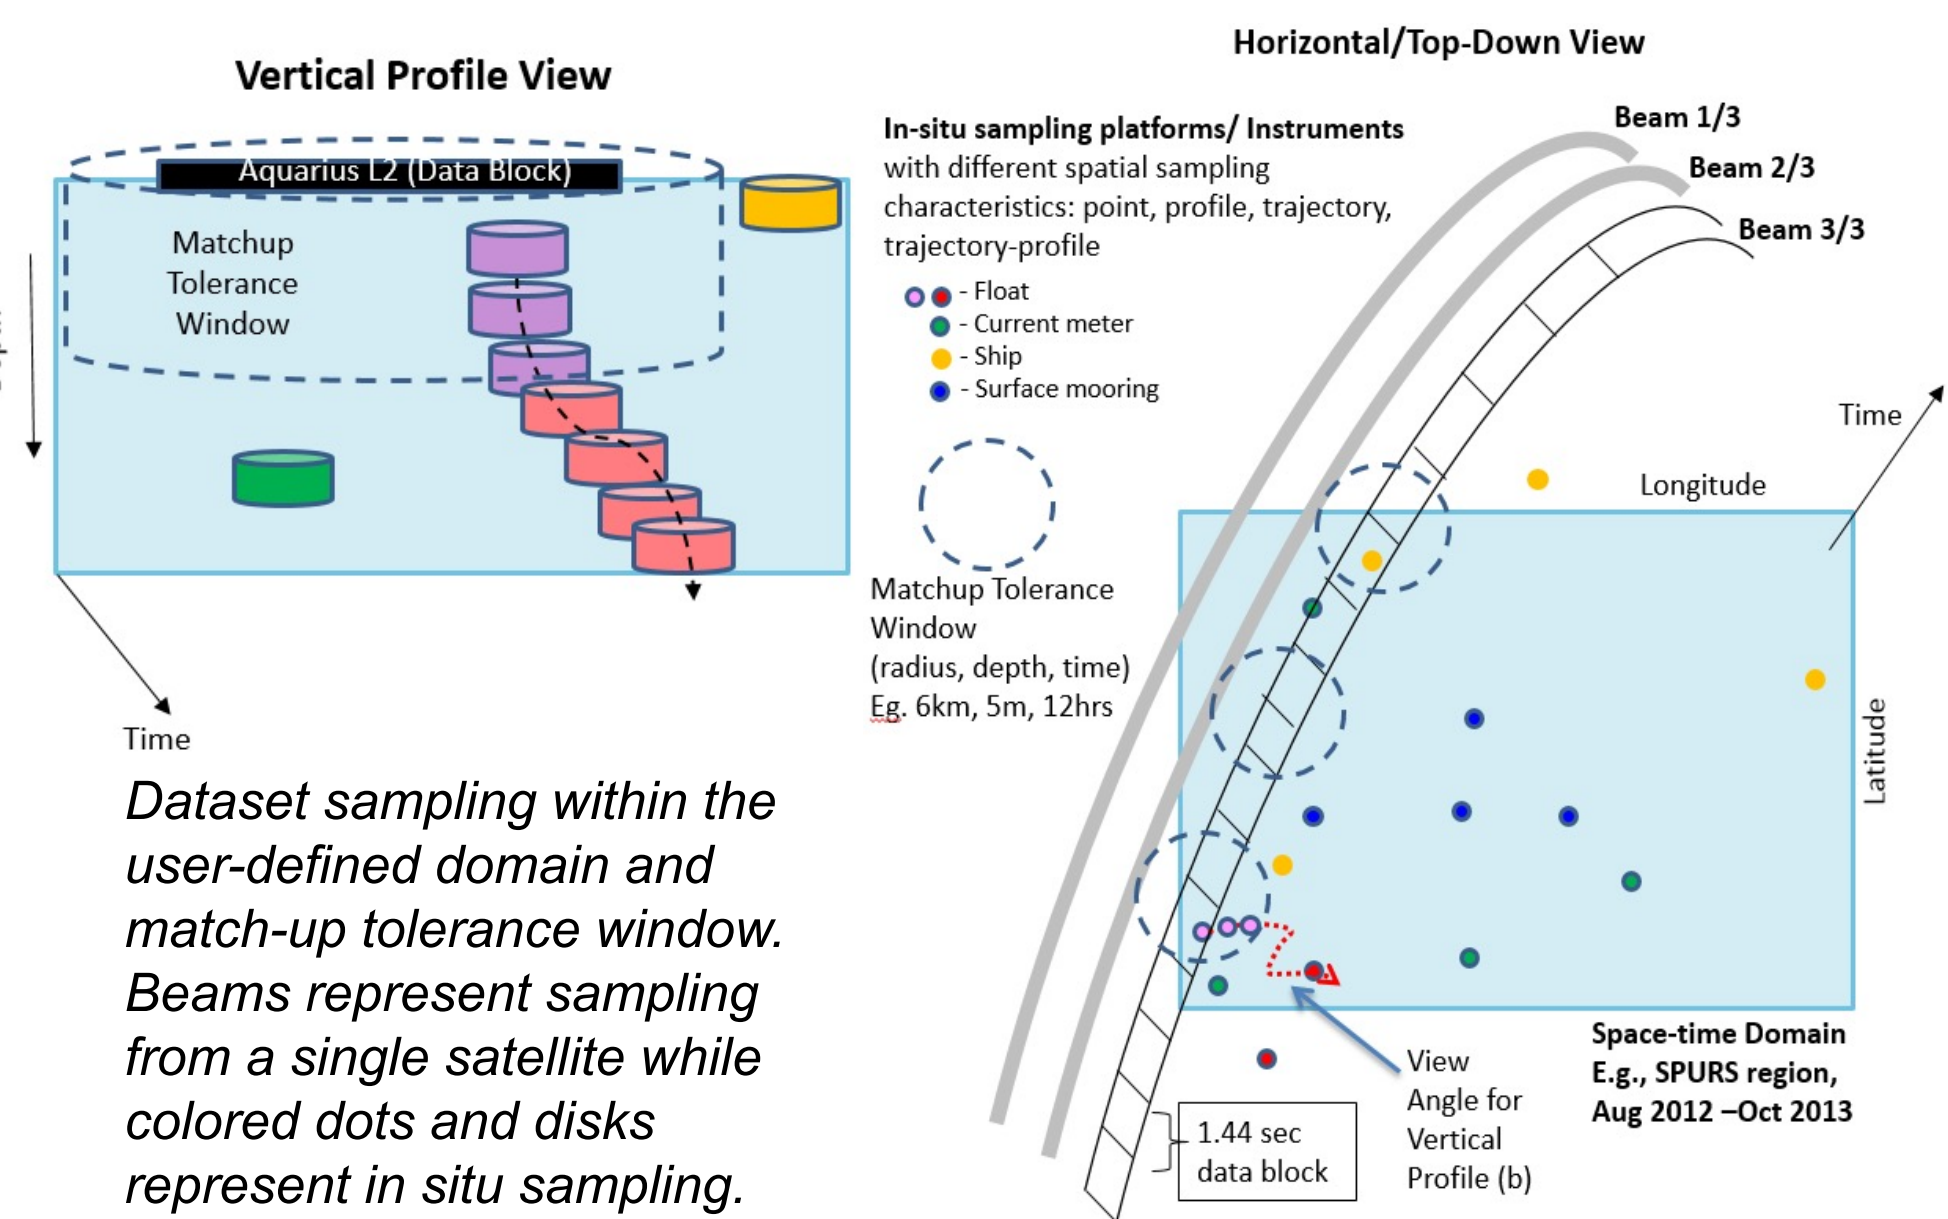 Vertical Profile View
Aquarius L2 (Data Block)
Matchup
Tolerance
Window
Time
Dataset sampling within the
user-defined domain and
match-up tolerance window.
Beams represent sampling
from a single satellite while
colored dots and disks
represent in situ sampling.
Horizontal/Top-Down View
In-situ sampling platforms/ Instruments
with different spatial sampling
characteristics: point, profile, trajectory,
trajectory-profile
- Float
- Current meter
- Ship
- Surface mooring
Matchup Tolerance
Window
(radius, depth, time)
Eg. 6km, 5m, 12hrs
Beam 1/3
Beam 2/3
Beam 3/3
Time
Longitude
Latitude
Space-time Domain
E.g., SPURS region,
Aug 2012 –Oct 2013
View
Angle for
Vertical
Profile (b)
1.44 sec
data block